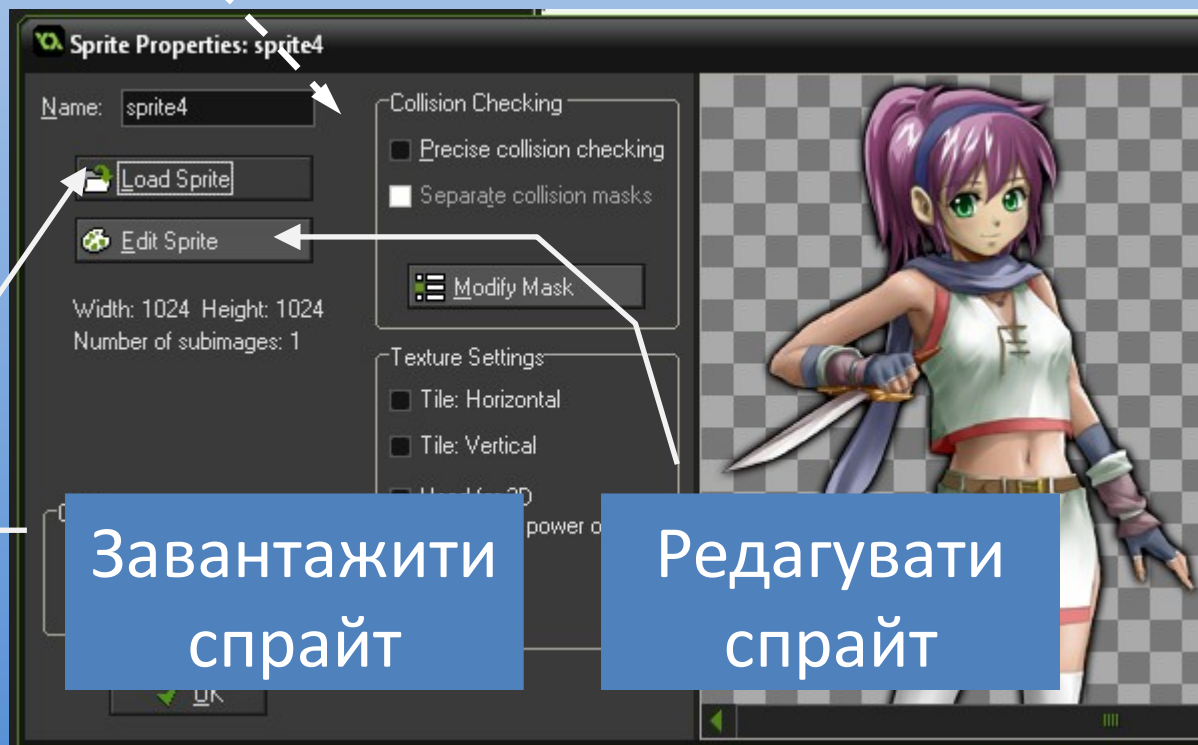 Sprite Properties: sprite4
Name: sprite4
Load Sprite
Edit Sprite
Width: 1024 Height: 1024
Number of subimages: 1
Collision Checking
Precise collision checking
Separate collision masks
Modify Mask
Texture Settings
Tile: Horizontal
Tile: Vertical
power o
Завантажити
спрайт
Редагувати
спрайт
OK